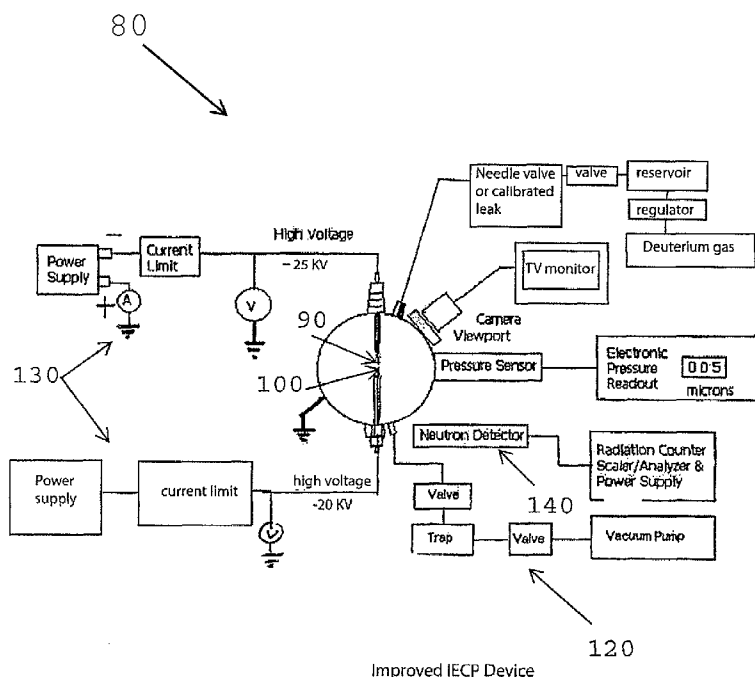 80
Needle valve
or calibrated
leak
valve
reservoir
regulator
Deuterium gas
Power
Supply
−
+
A
Current
Limit
High Voltage
−25 KV
V
TV monitor
Camera
Viewport
90
100
130
Pressure Sensor
Electronic
Pressure
Readout
005
microns
Neutron Detector
140
Radiation Counter
Scaler/Analyzer &
Power Supply
Power
supply
current limit
high voltage
-20 KV
V
Valve
Trap
Valve
Vacuum Pump
120
Improved IECP Device